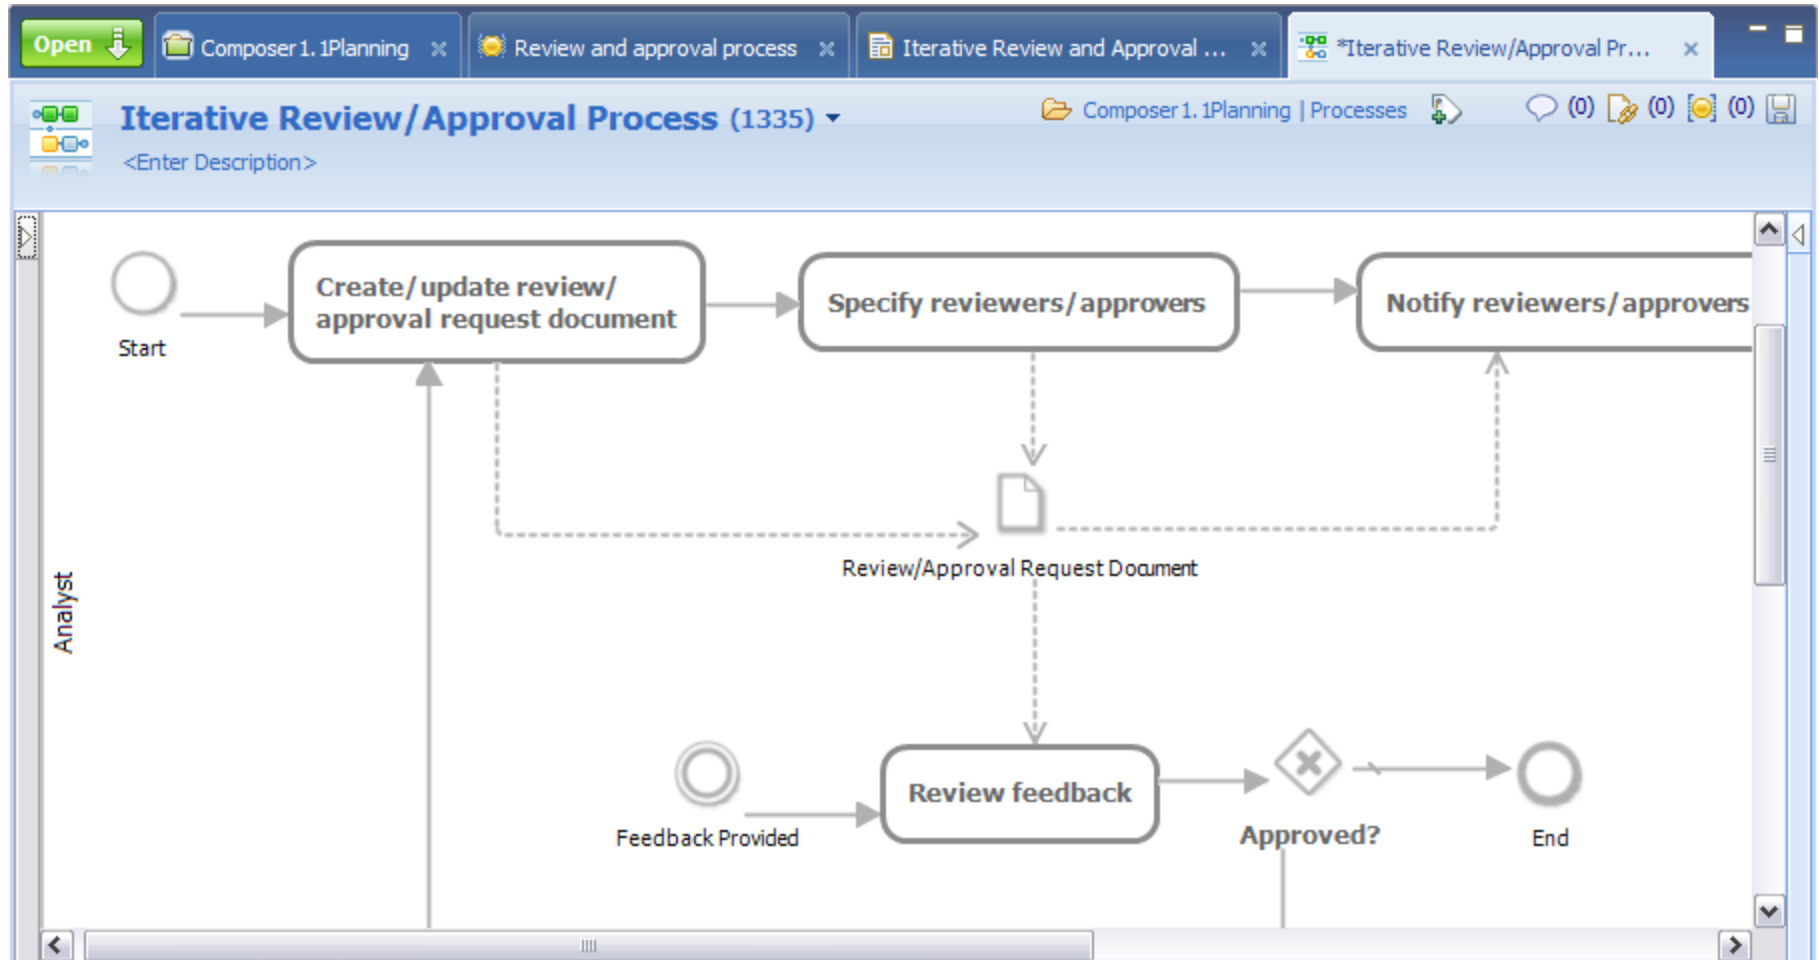 Open
Composer1.1Planning
Review and approval process
Iterative Review and Approval ...
*Iterative Review/Approval Pr...
Iterative Review/Approval Process (1335)
Composer1.1Planning | Processes
(0)
(0)
(0)
<Enter Description>
Create/update review/
approval request document
Specify reviewers/approvers
Notify reviewers/approvers
Start
Review/Approval Request Document
Analyst
Review feedback
Feedback Provided
Approved?
End